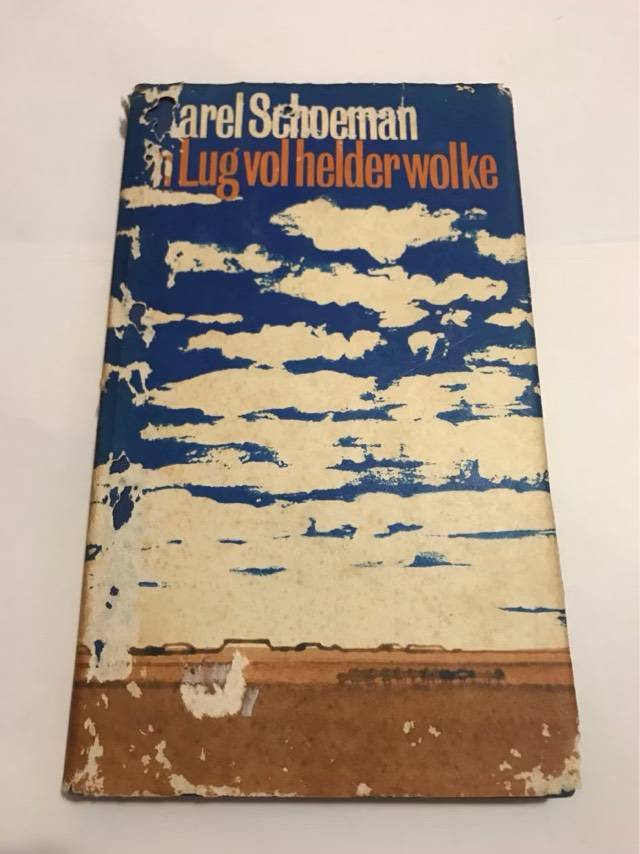 arel Schoeman
n Lug vol helder wolke